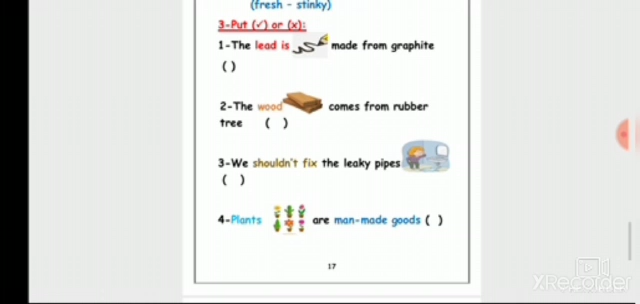 (fresh - stinky)
3-Put (✓) or (x):
1-The lead is made from graphite
( )
2-The wood comes from rubber
tree ( )
3-We shouldn't fix the leaky pipes
( )
4-Plants are man-made goods ( )
17
XRecorder